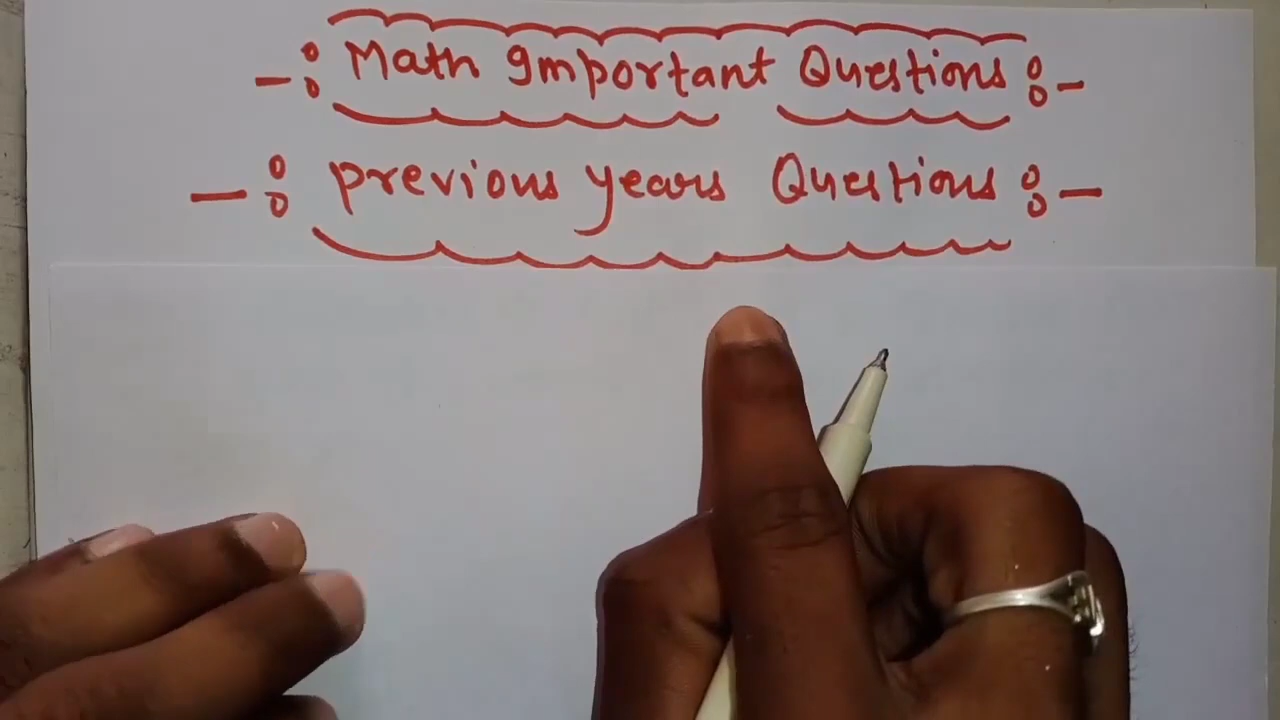 -: Math Important Questions :-
-: previous years Questions :-